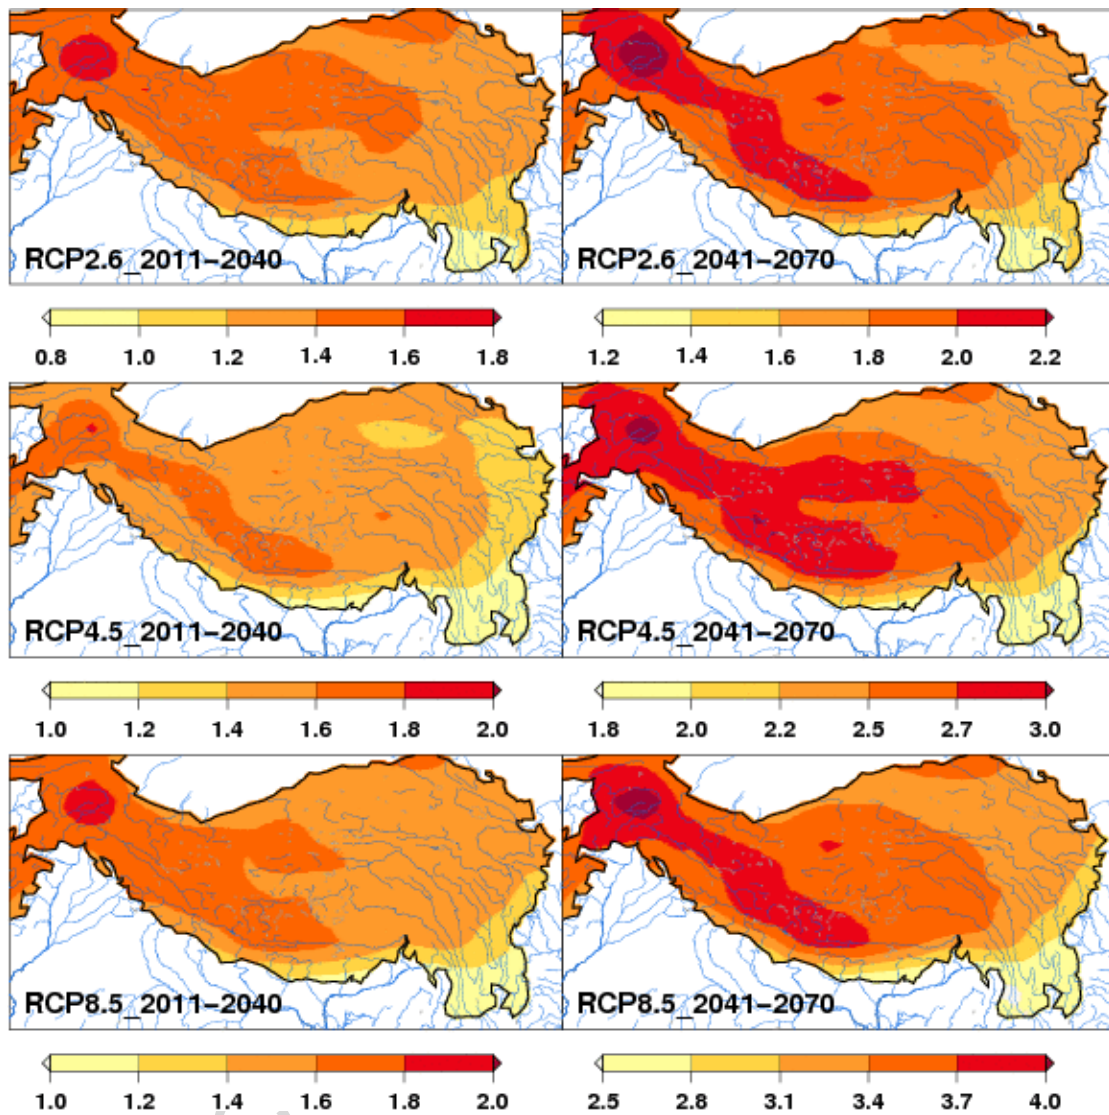 RCP2.6_2011-2040 RCP2.6_2041-2070
0.8 1.0 1.2 1.4 1.6 1.8 1.2 1.4 1.6 1.8 2.0 2.2
RCP4.5_2011-2040 RCP4.5_2041-2070
1.0 1.2 1.4 1.6 1.8 2.0 1.8 2.0 2.2 2.5 2.7 3.0
RCP8.5_2011-2040 RCP8.5_2041-2070
1.0 1.2 1.4 1.6 1.8 2.0 2.5 2.8 3.1 3.4 3.7 4.0